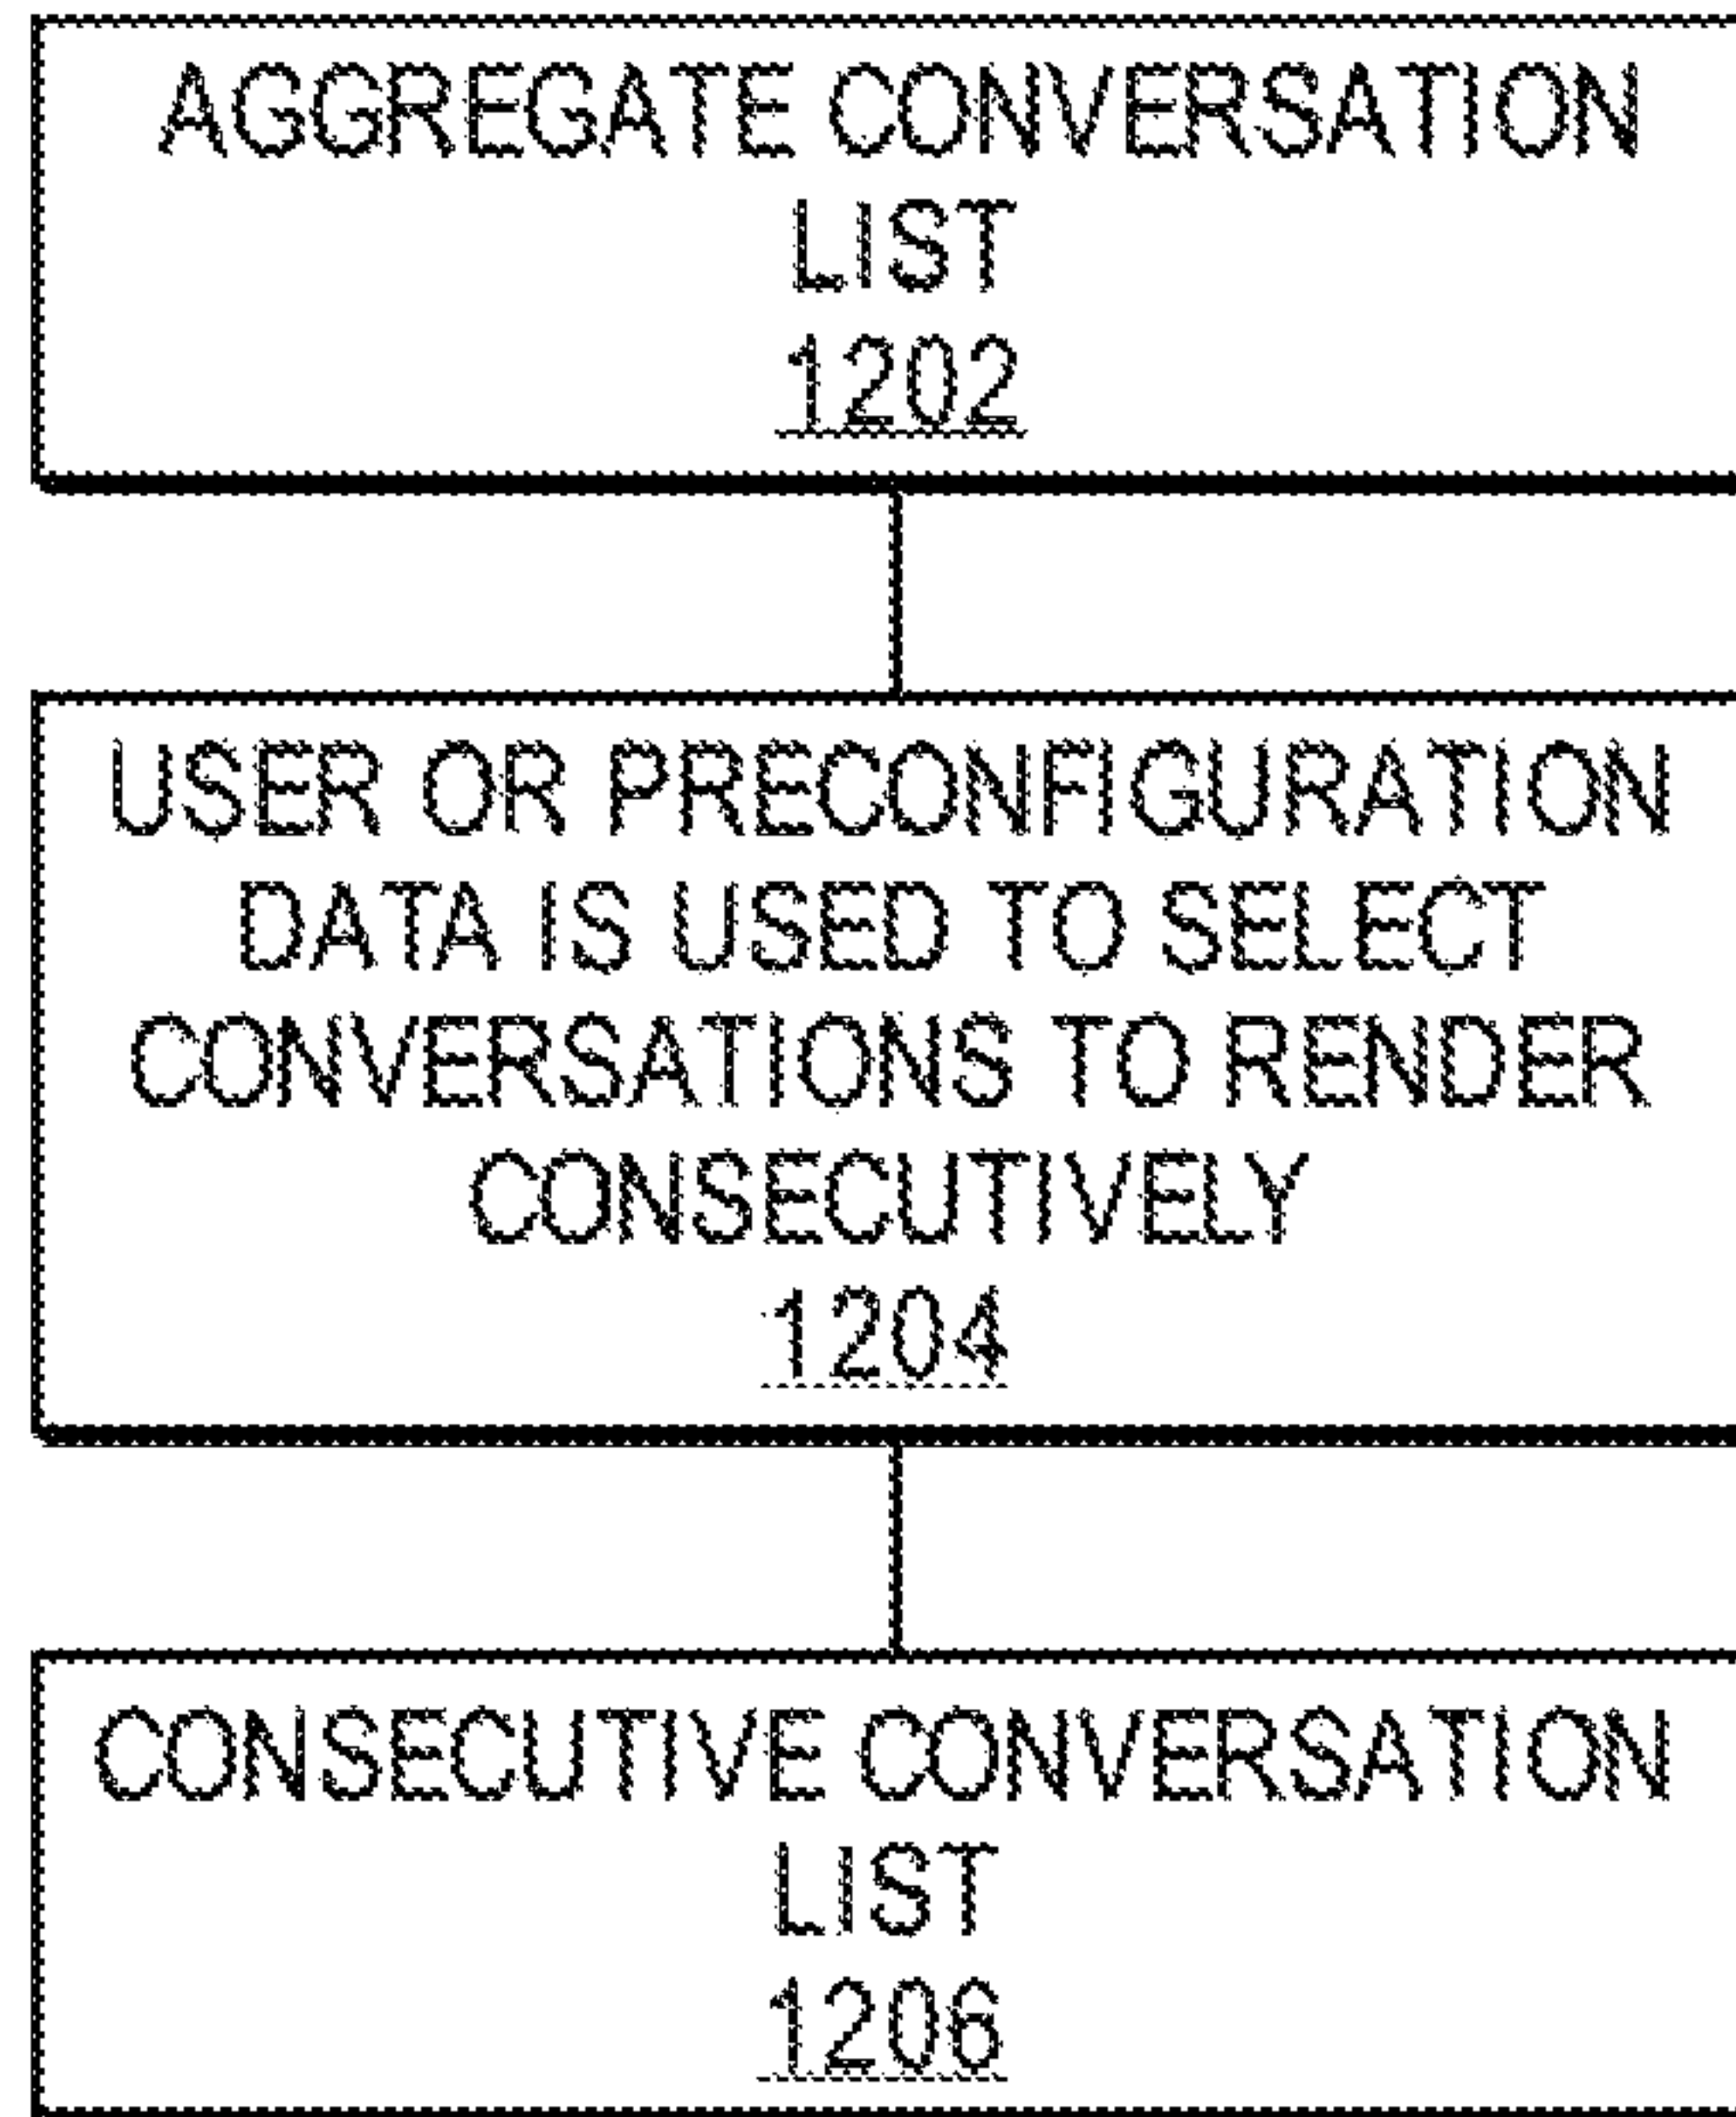 AGGREGATE CONVERSATION
LIST
1202
USER OR PRECONFIGURATION
DATA IS USED TO SELECT
CONVERSATIONS TO RENDER
CONSECUTIVELY
1204
CONSECUTIVE CONVERSATION
LIST
1206